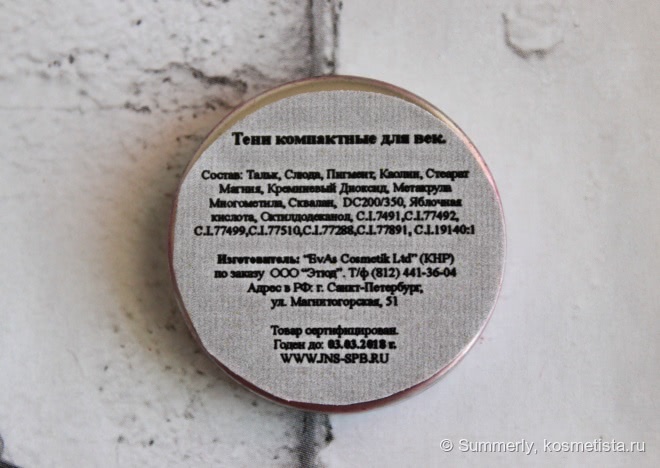 Тени компактные для век.
Состав: Тальк, Слюда, Пигмент, Каолин, Стеарат
Магния, Кремниевый Диоксид, Метакрула
Многометила, Сквалан, DC200/350, Яблочная
кислота, Октилдодеканол, C.I.7491,C.I.77492,
C.I.77499,C.I.77510,C.I.77288,C.I.77891, C.I.19140:1
Изготовитель: "EvAs Cosmetik Ltd" (КНР)
по заказу ООО "Этюд". Т/ф (812) 441-36-04
Адрес в РФ: г. Санкт-Петербург,
ул. Магнитогорская, 51
Товар сертифицирован.
Годен до: 03.03.2018 г.
WWW.JNS-SPB.RU
© Summerly, kosmetista.ru